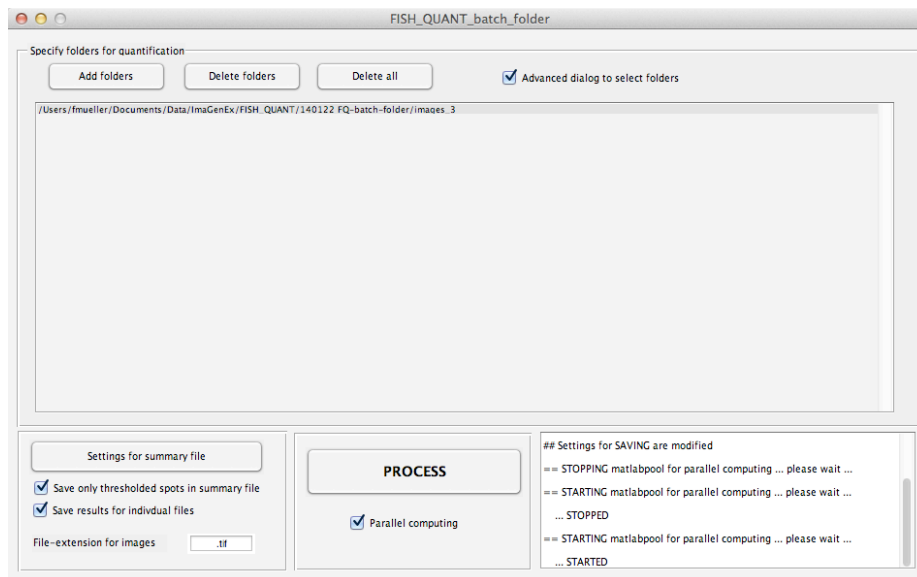 FISH_QUANT_batch_folder
Specify folders for quantification
Add folders
Delete folders
Delete all
Advanced dialog to select folders
/Users/fmueller/Documents/Data/ImaGenEx/FISH_QUANT/140122 FQ-batch-folder/images_3
Settings for summary file
Save only thresholded spots in summary file
Save results for indivdual files
File-extension for images
.tif
PROCESS
Parallel computing
## Settings for SAVING are modified
== STOPPING matlabpool for parallel computing ... please wait ...
== STARTING matlabpool for parallel computing ... please wait ...
... STOPPED
== STARTING matlabpool for parallel computing ... please wait ...
... STARTED